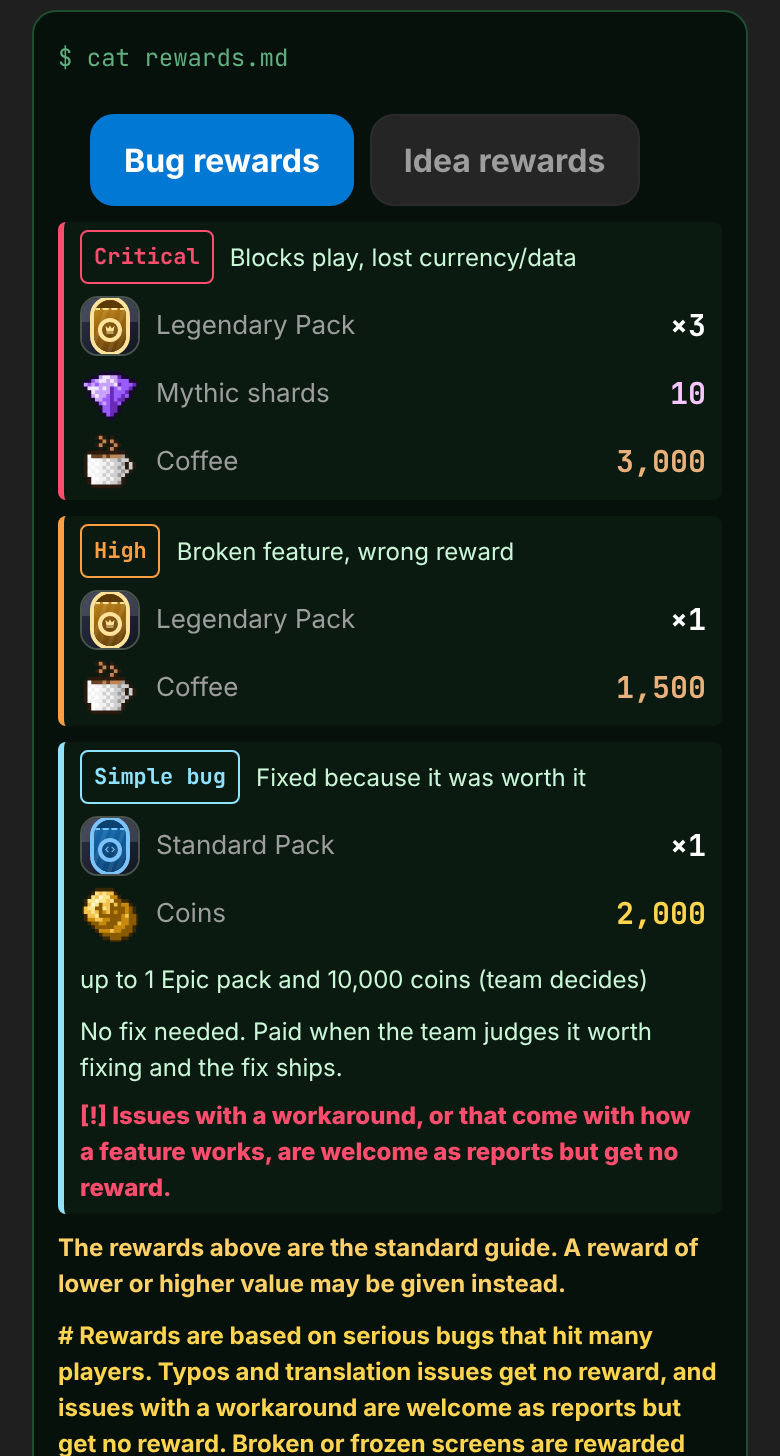 $ cat rewards.md
Bug rewards
Idea rewards
Critical
Blocks play, lost currency/data
Legendary Pack
×3
Mythic shards
10
Coffee
3,000
High
Broken feature, wrong reward
Legendary Pack
×1
Coffee
1,500
Simple bug
Fixed because it was worth it
Standard Pack
×1
Coins
2,000
up to 1 Epic pack and 10,000 coins (team decides)
No fix needed. Paid when the team judges it worth
fixing and the fix ships.
[!] Issues with a workaround, or that come with how
a feature works, are welcome as reports but get no
reward.
The rewards above are the standard guide. A reward of
lower or higher value may be given instead.
# Rewards are based on serious bugs that hit many
players. Typos and translation issues get no reward, and
issues with a workaround are welcome as reports but
get no reward. Broken or frozen screens are rewarded